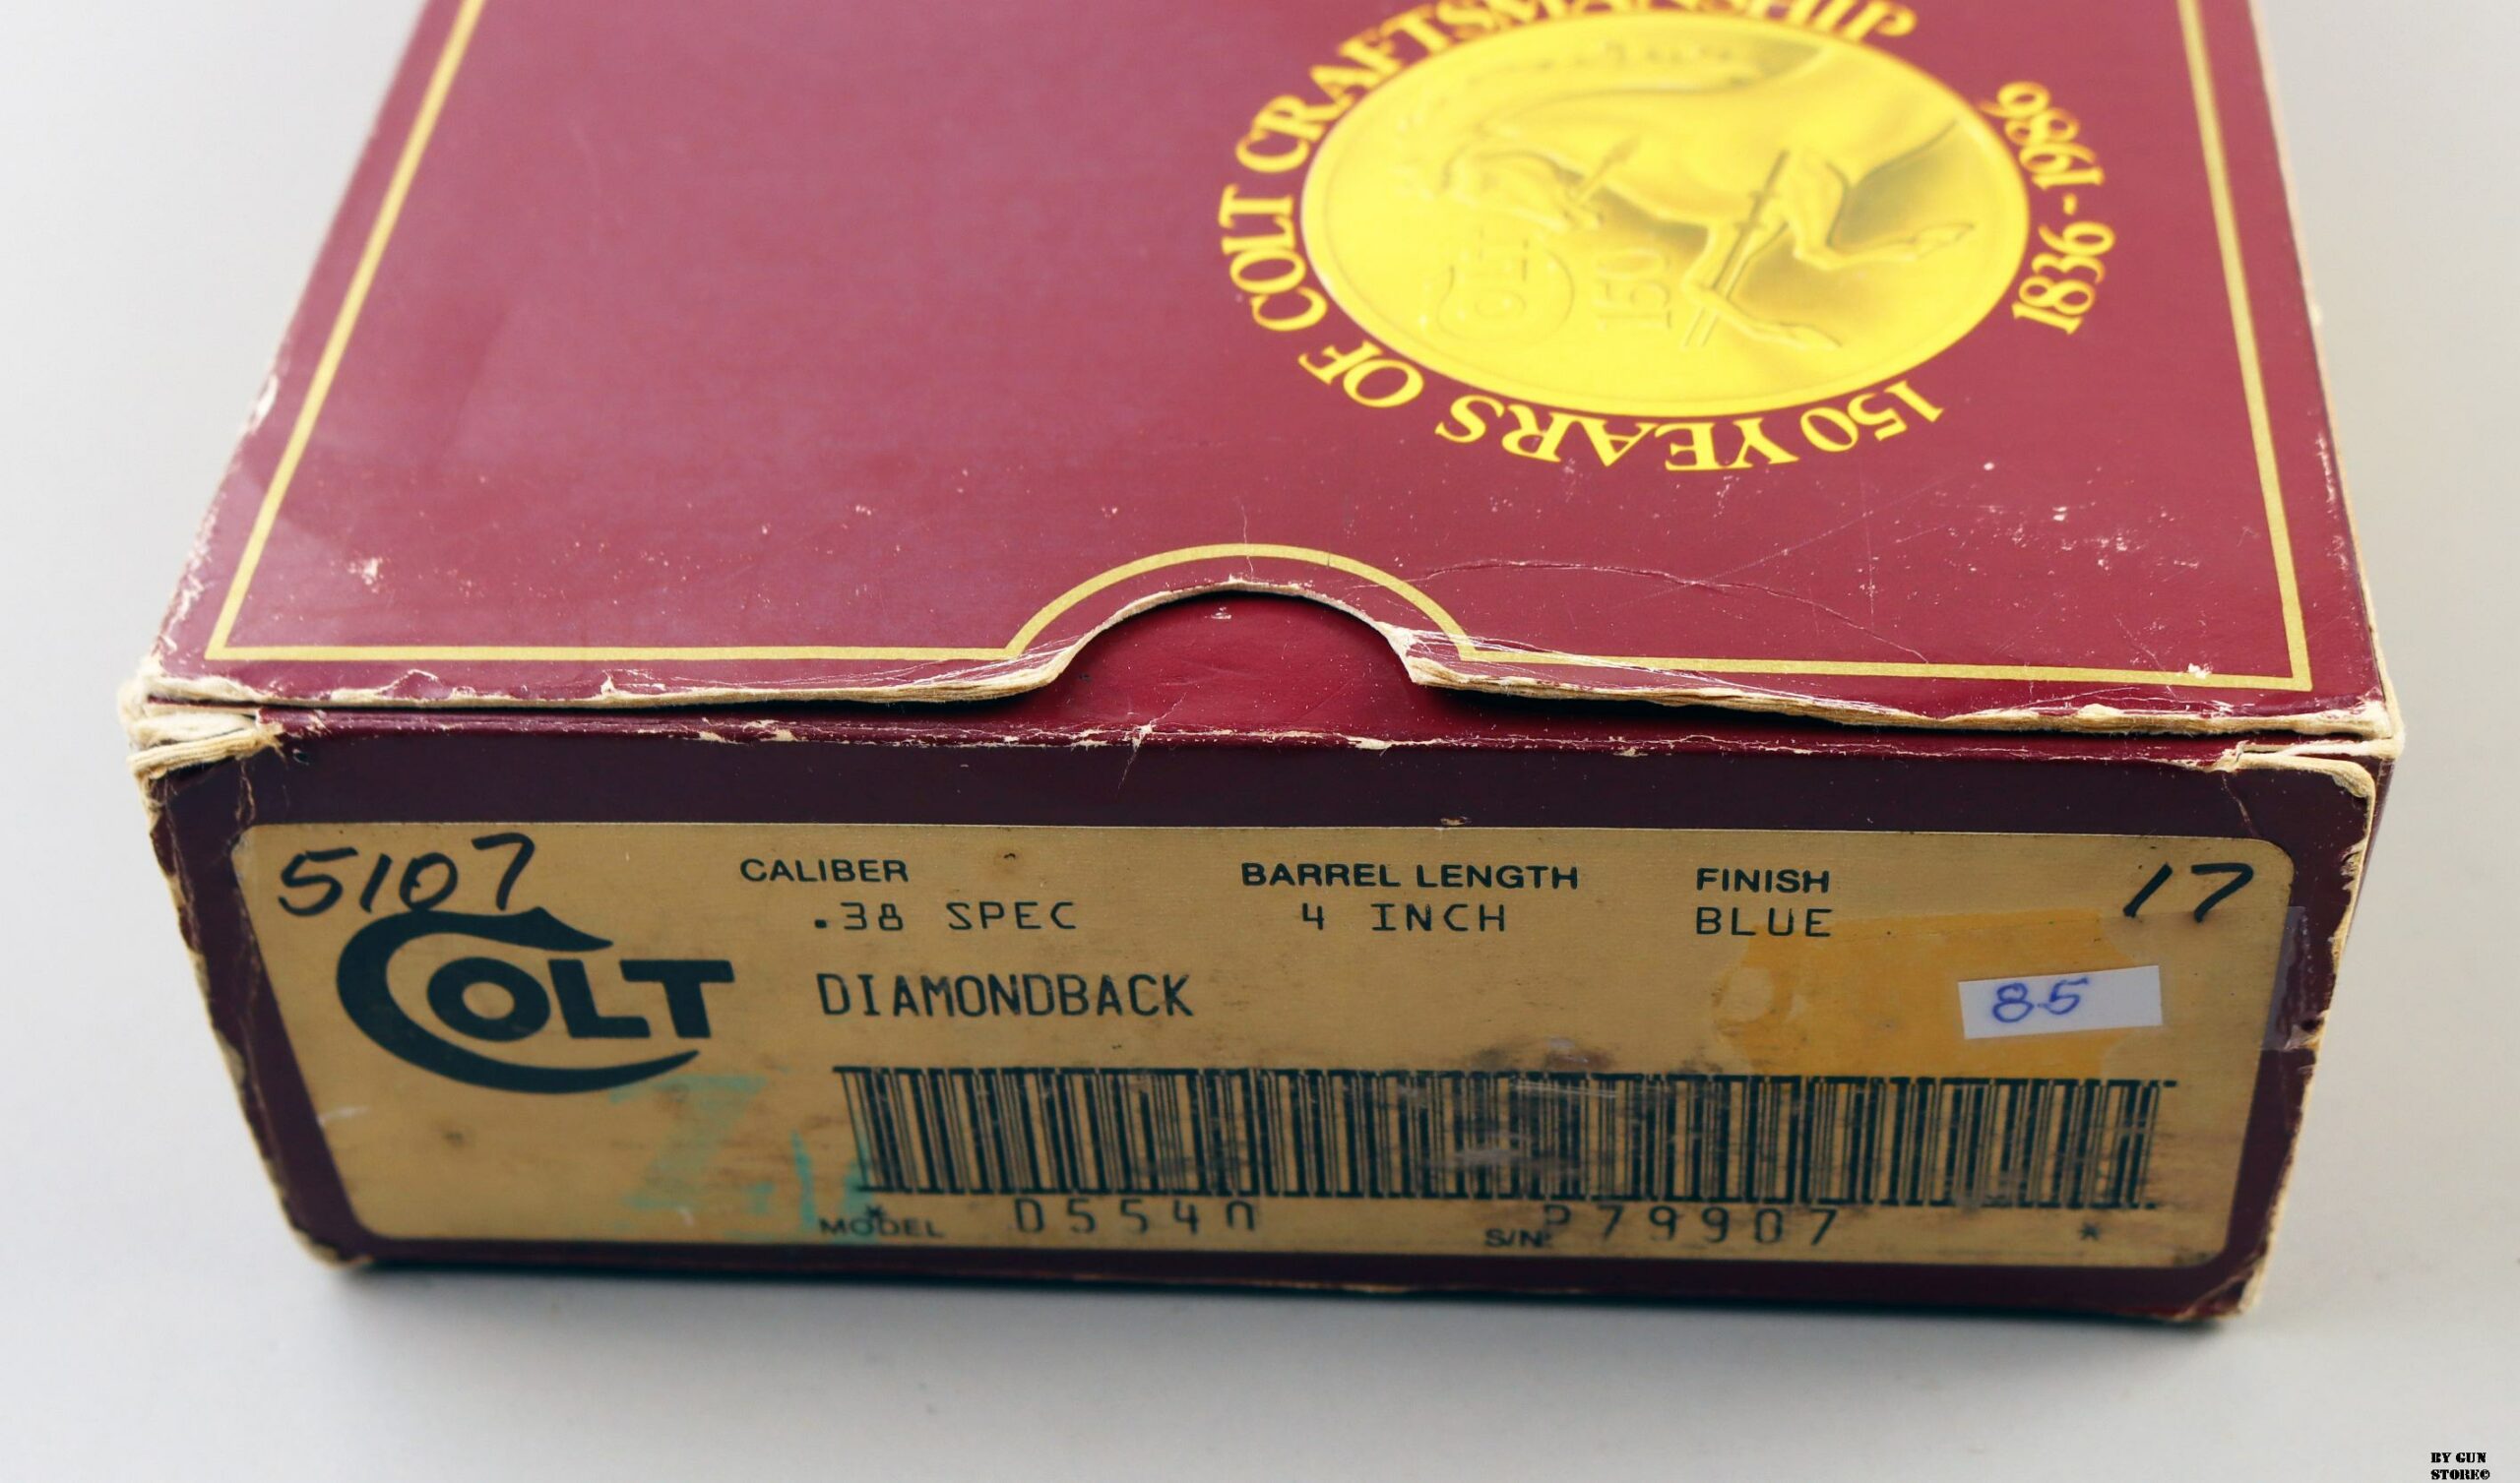 150 YEARS OF COLT CRAFTSMANSHIP
1836 - 1986
COLT
150
5107
17
COLT
CALIBER
.38 SPEC
BARREL LENGTH
4 INCH
FINISH
BLUE
DIAMONDBACK
85
MODEL
S/Nº
P79907
*
BY GUN
STORE©